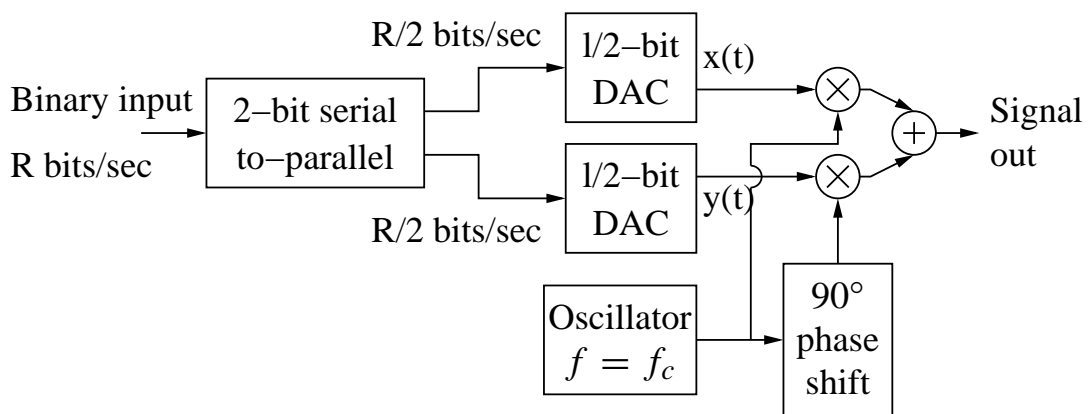 Binary input
R bits/sec
2−bit serial
to−parallel
R/2 bits/sec
R/2 bits/sec
l/2−bit
DAC
l/2−bit
DAC
x(t)
y(t)
Oscillator
f = f_c
90°
phase
shift
×
×
+
Signal
out